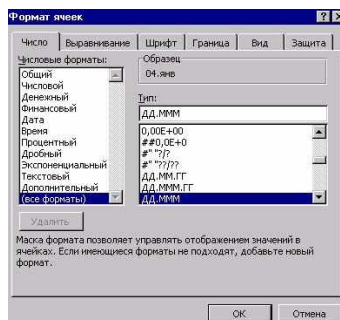 Формат ячеек
Число Выравнивание Шрифт Граница Вид Защита
Числовые форматы:
Общий
Числовой
Денежный
Финансовый
Дата
Время
Процентный
Дробный
Экспоненциальный
Текстовый
Дополнительный
(все форматы)
Образец
04.янв
Тип:
ДД.МММ
0,00E+00
##0,0E+0
#" "?/?
#" "??/??
ДД.ММ.ГГ
ДД.МММ.ГГ
ДД.МММ
Удалить
Маска формата позволяет управлять отображением значений в
ячейках. Если имеющиеся форматы не подходят, добавьте новый
формат.
OK Отмена